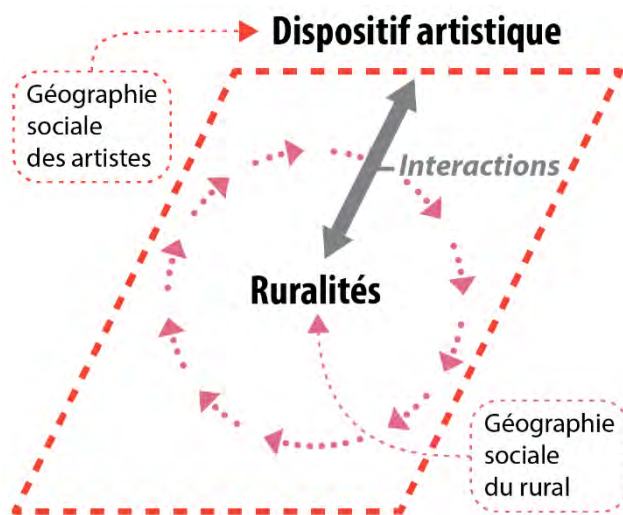 Dispositif artistique
Géographie
sociale
des artistes
Interactions
Ruralités
Géographie
sociale
du rural